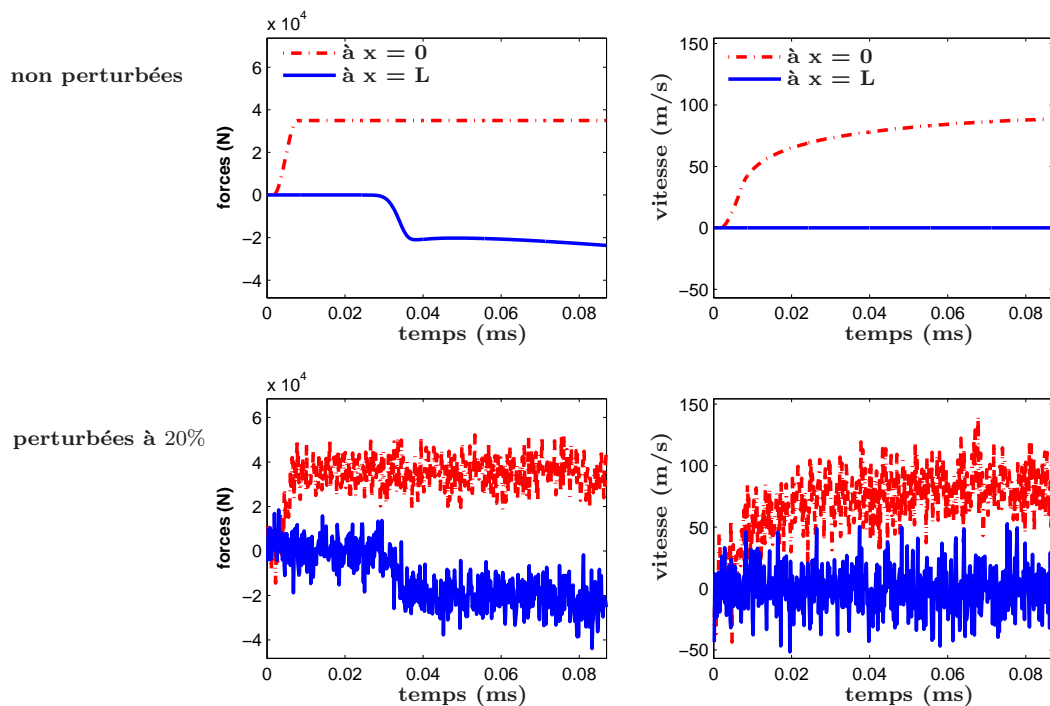 non perturbées
x 10⁴
forces (N)
6
4
2
0
−2
−4
à x = 0
à x = L
0
0.02
0.04
0.06
0.08
temps (ms)
vitesse (m/s)
150
100
50
0
−50
à x = 0
à x = L
0
0.02
0.04
0.06
0.08
temps (ms)
perturbées à 20%
x 10⁴
forces (N)
6
4
2
0
−2
−4
0
0.02
0.04
0.06
0.08
temps (ms)
vitesse (m/s)
150
100
50
0
−50
0
0.02
0.04
0.06
0.08
temps (ms)